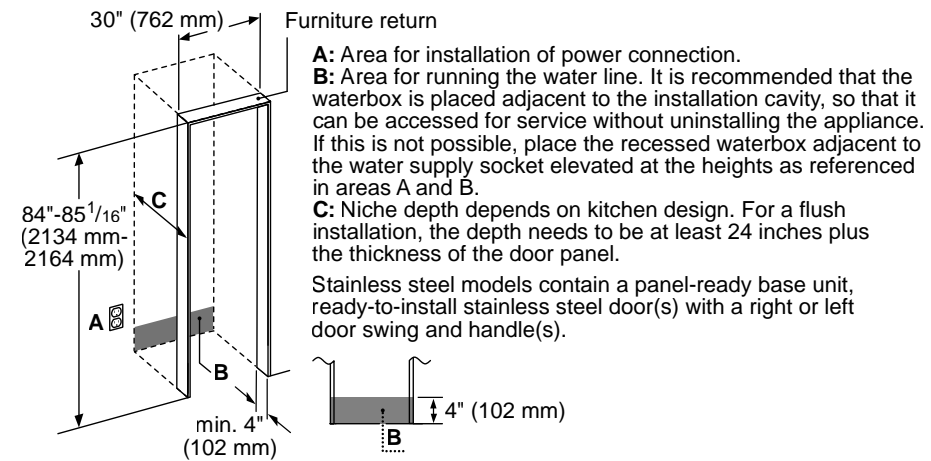 30" (762 mm)
Furniture return
A: Area for installation of power connection.
B: Area for running the water line. It is recommended that the
waterbox is placed adjacent to the installation cavity, so that it
can be accessed for service without uninstalling the appliance.
If this is not possible, place the recessed waterbox adjacent to
the water supply socket elevated at the heights as referenced
in areas A and B.
C: Niche depth depends on kitchen design. For a flush
installation, the depth needs to be at least 24 inches plus
the thickness of the door panel.
Stainless steel models contain a panel-ready base unit,
ready-to-install stainless steel door(s) with a right or left
door swing and handle(s).
C
84"-85 1/16"
(2134 mm-
2164 mm)
A
B
min. 4"
(102 mm)
4" (102 mm)
B